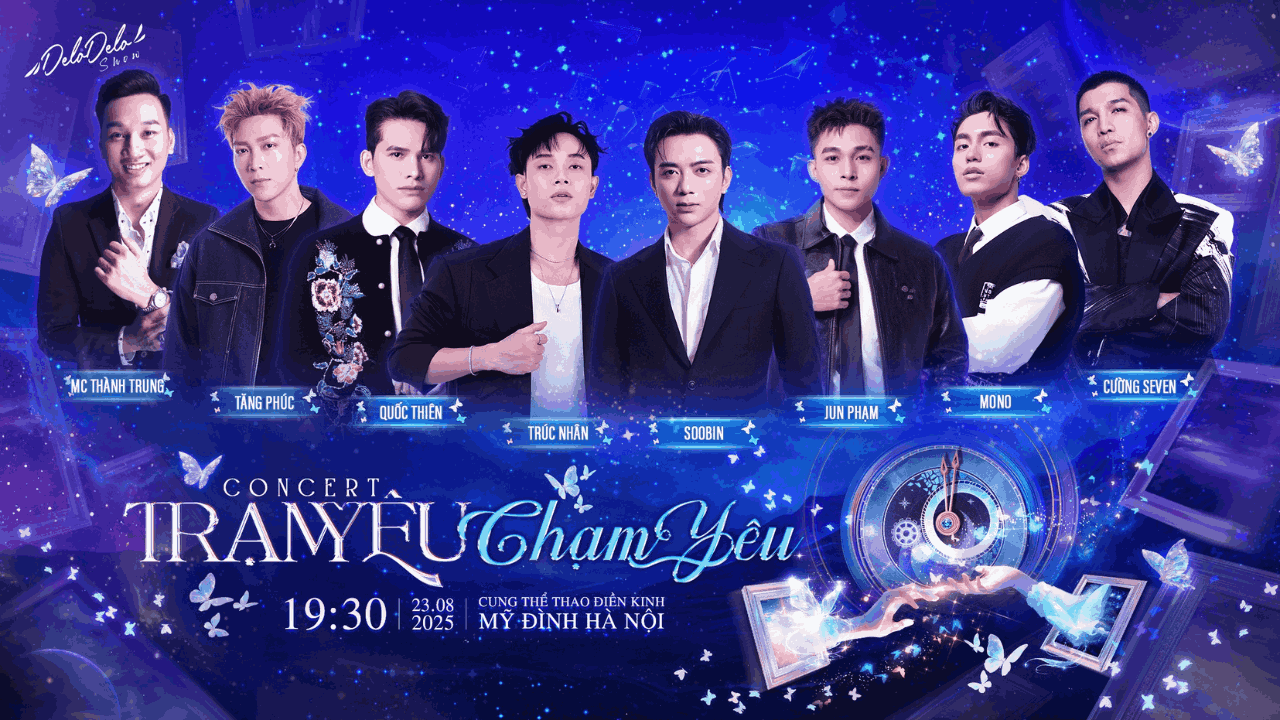 DeloDelo!
Show
MC THÀNH TRUNG
TĂNG PHÚC
QUỐC THIÊN
TRÚC NHÂN
SOOBIN
JUN PHẠM
MONO
CƯỜNG SEVEN
CONCERT
TRẠM YÊU Chạm Yêu
19:30 23.08 2025
CUNG THỂ THAO ĐIỀN KINH
MỸ ĐÌNH HÀ NỘI